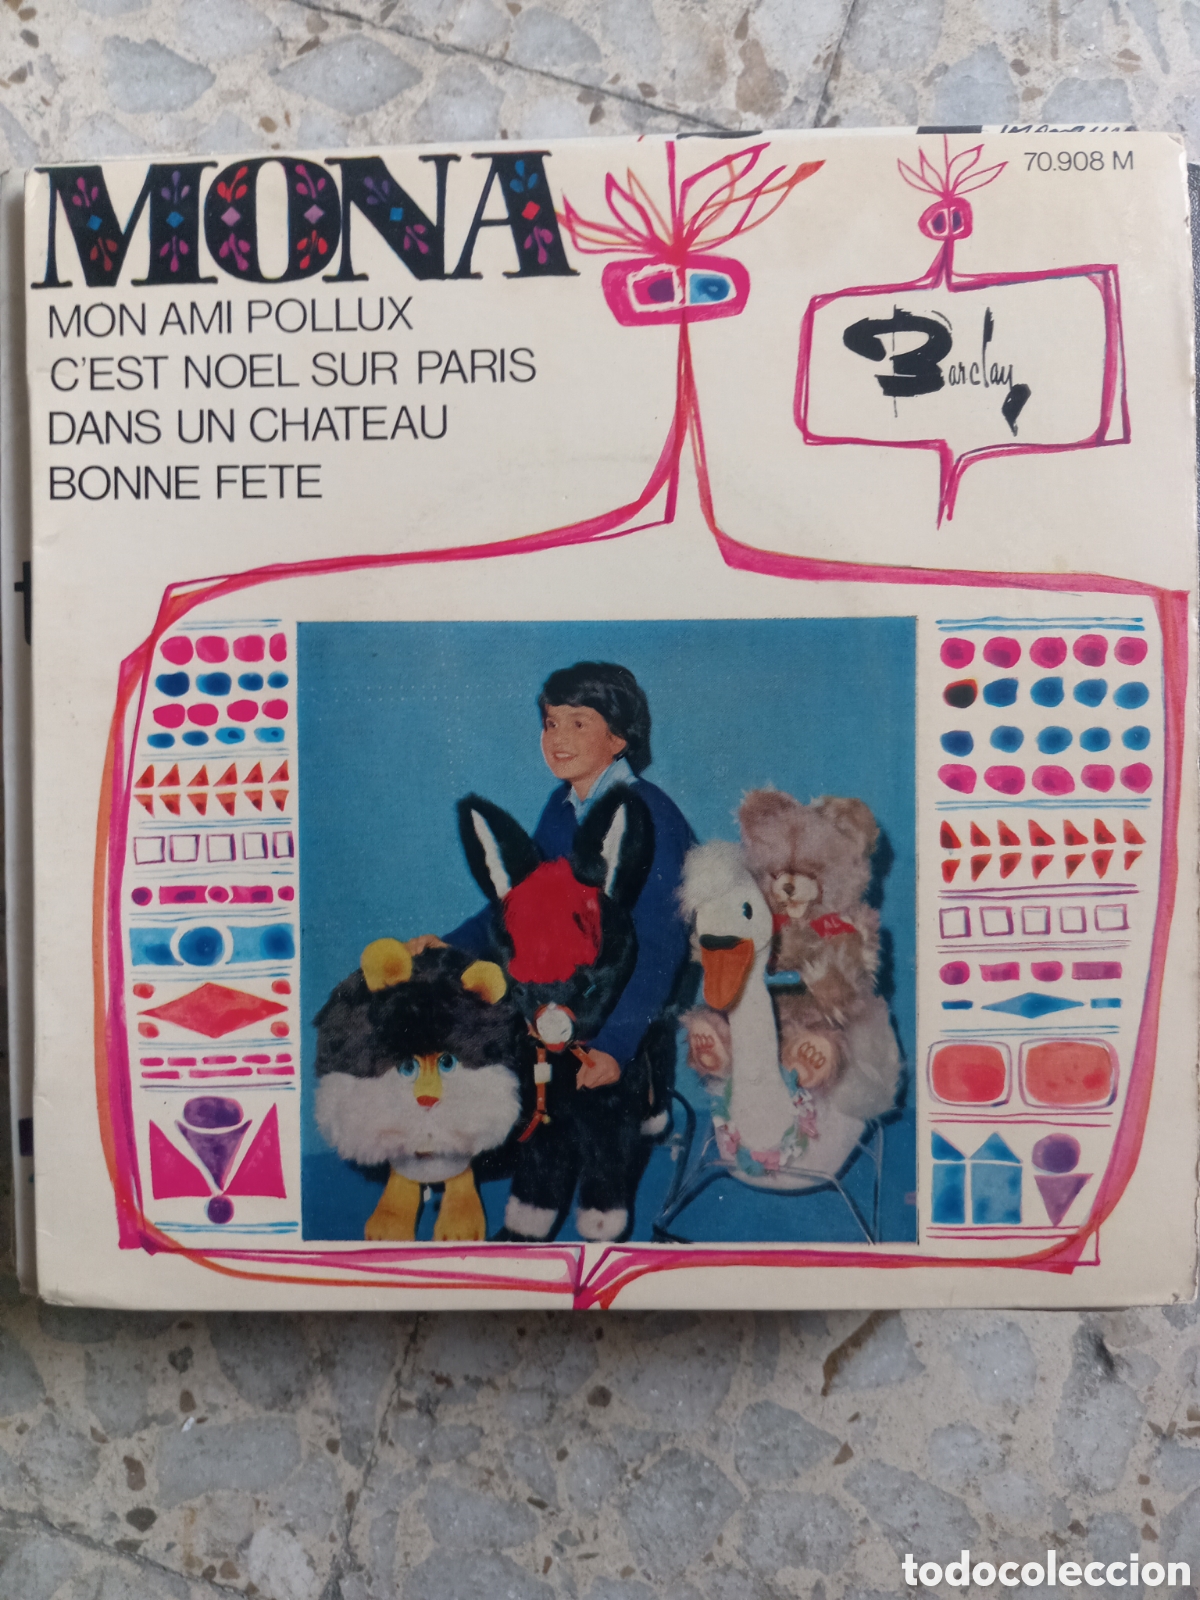 MONA
70.908 M
MON AMI POLLUX
C'EST NOEL SUR PARIS
DANS UN CHATEAU
BONNE FETE
Barclay
todocoleccion